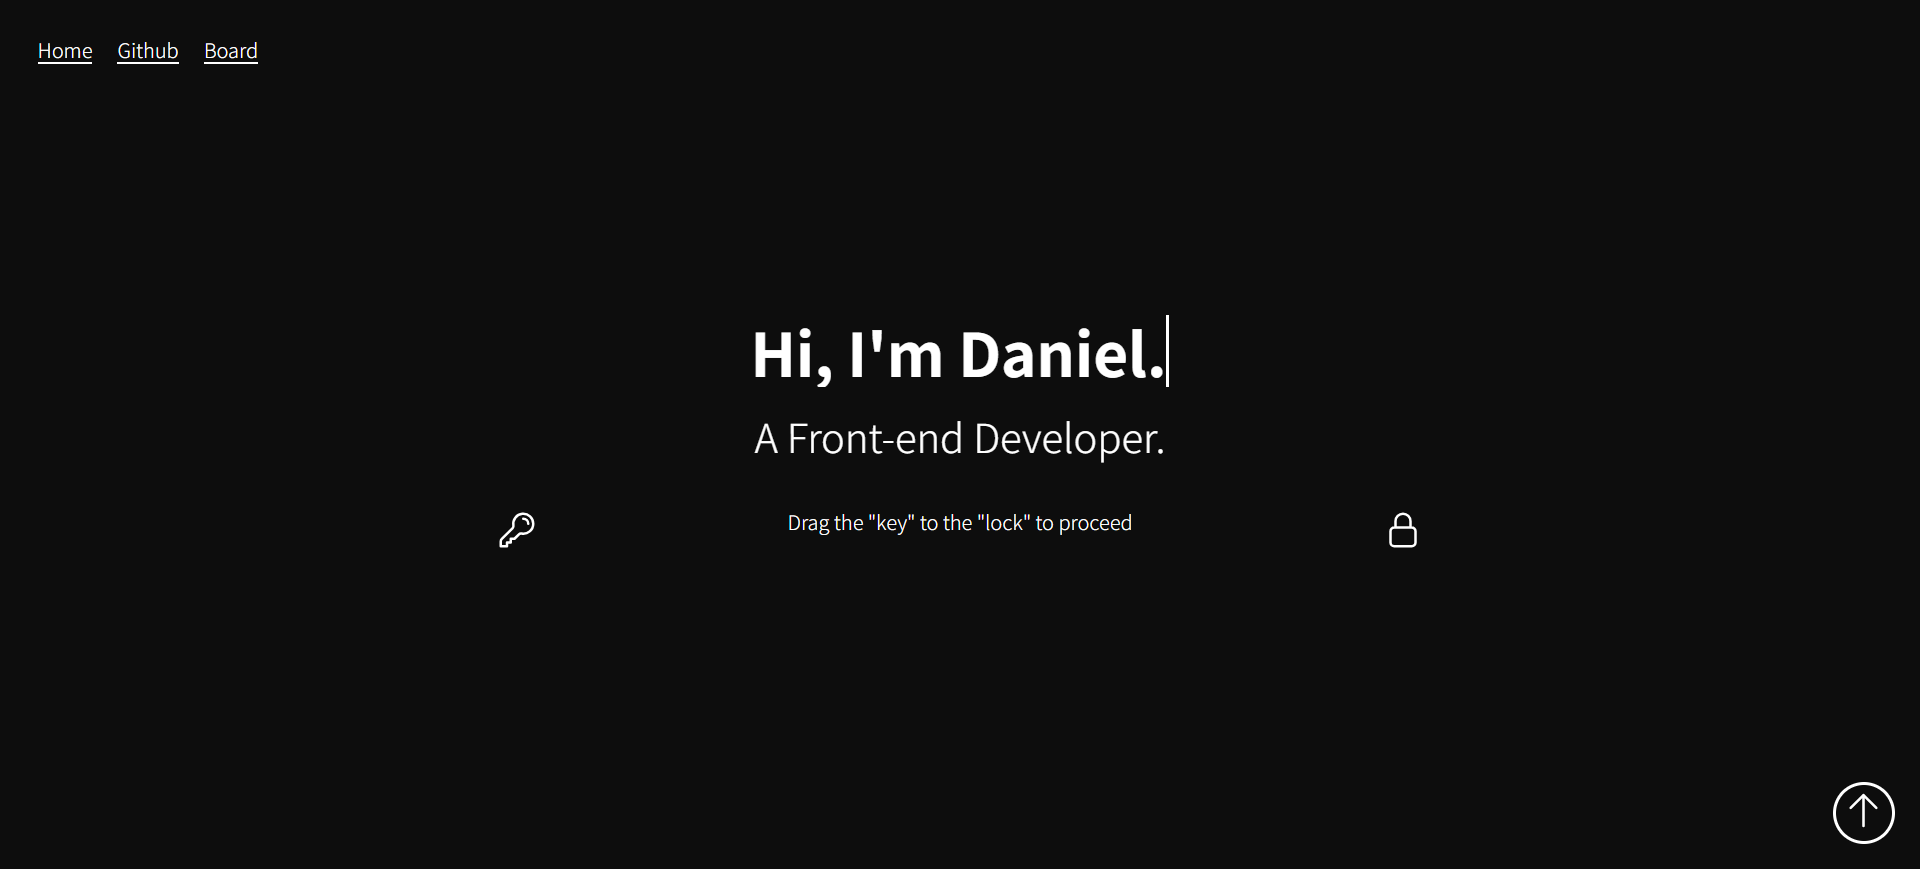 Home Github Board
Hi, I'm Daniel.
A Front-end Developer.
Drag the "key" to the "lock" to proceed